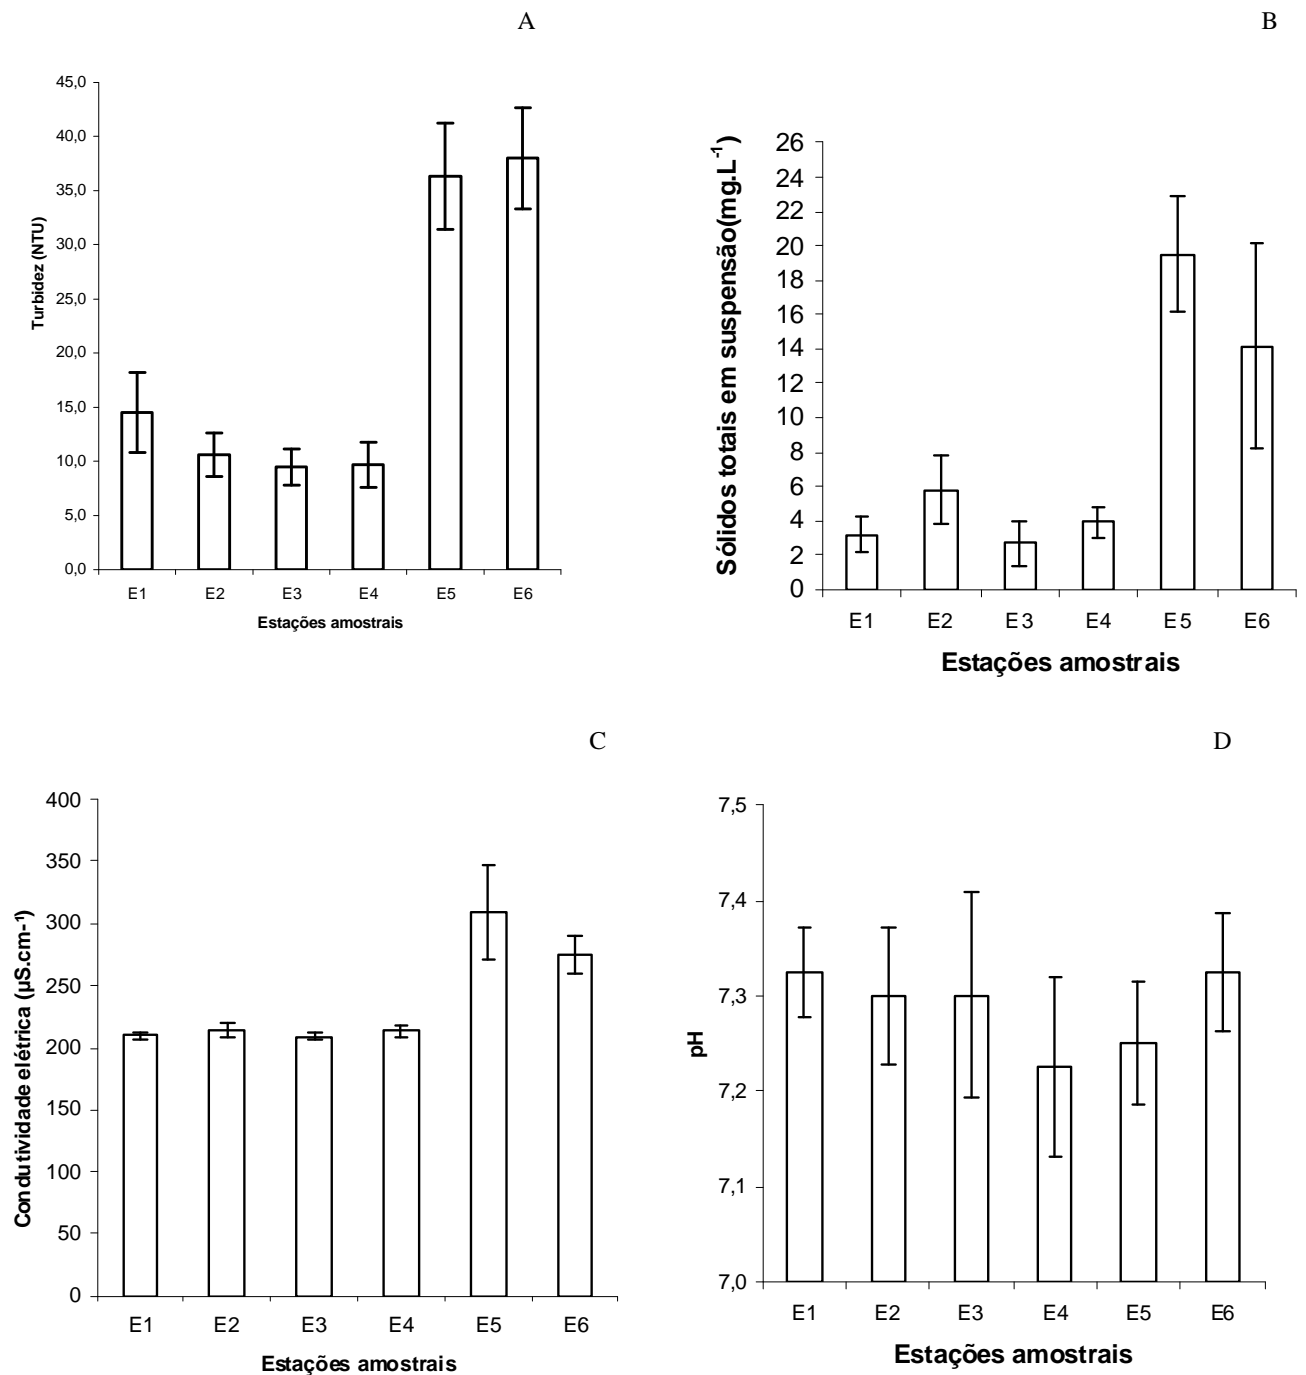 A
B
45,0
40,0
35,0
30,0
25,0
20,0
15,0
10,0
5,0
0,0
Turbidez (NTU)
E1 E2 E3 E4 E5 E6
Estações amostrais
26
24
22
20
18
16
14
12
10
8
6
4
2
0
Sólidos totais em suspensão(mg.L⁻¹)
E1 E2 E3 E4 E5 E6
Estações amostrais
C
D
400
350
300
250
200
150
100
50
0
Condutividade elétrica (µS.cm-¹)
E1 E2 E3 E4 E5 E6
Estações amostrais
7,5
7,4
7,3
7,2
7,1
7,0
pH
E1 E2 E3 E4 E5 E6
Estações amostrais